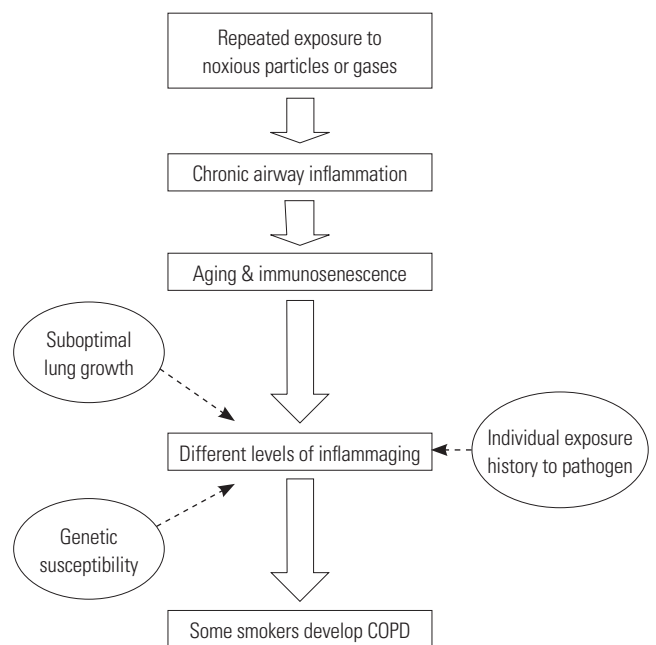 Repeated exposure to
noxious particles or gases
Chronic airway inflammation
Aging & immunosenescence
Suboptimal
lung growth
Different levels of inflammaging
Individual exposure
history to pathogen
Genetic
susceptibility
Some smokers develop COPD